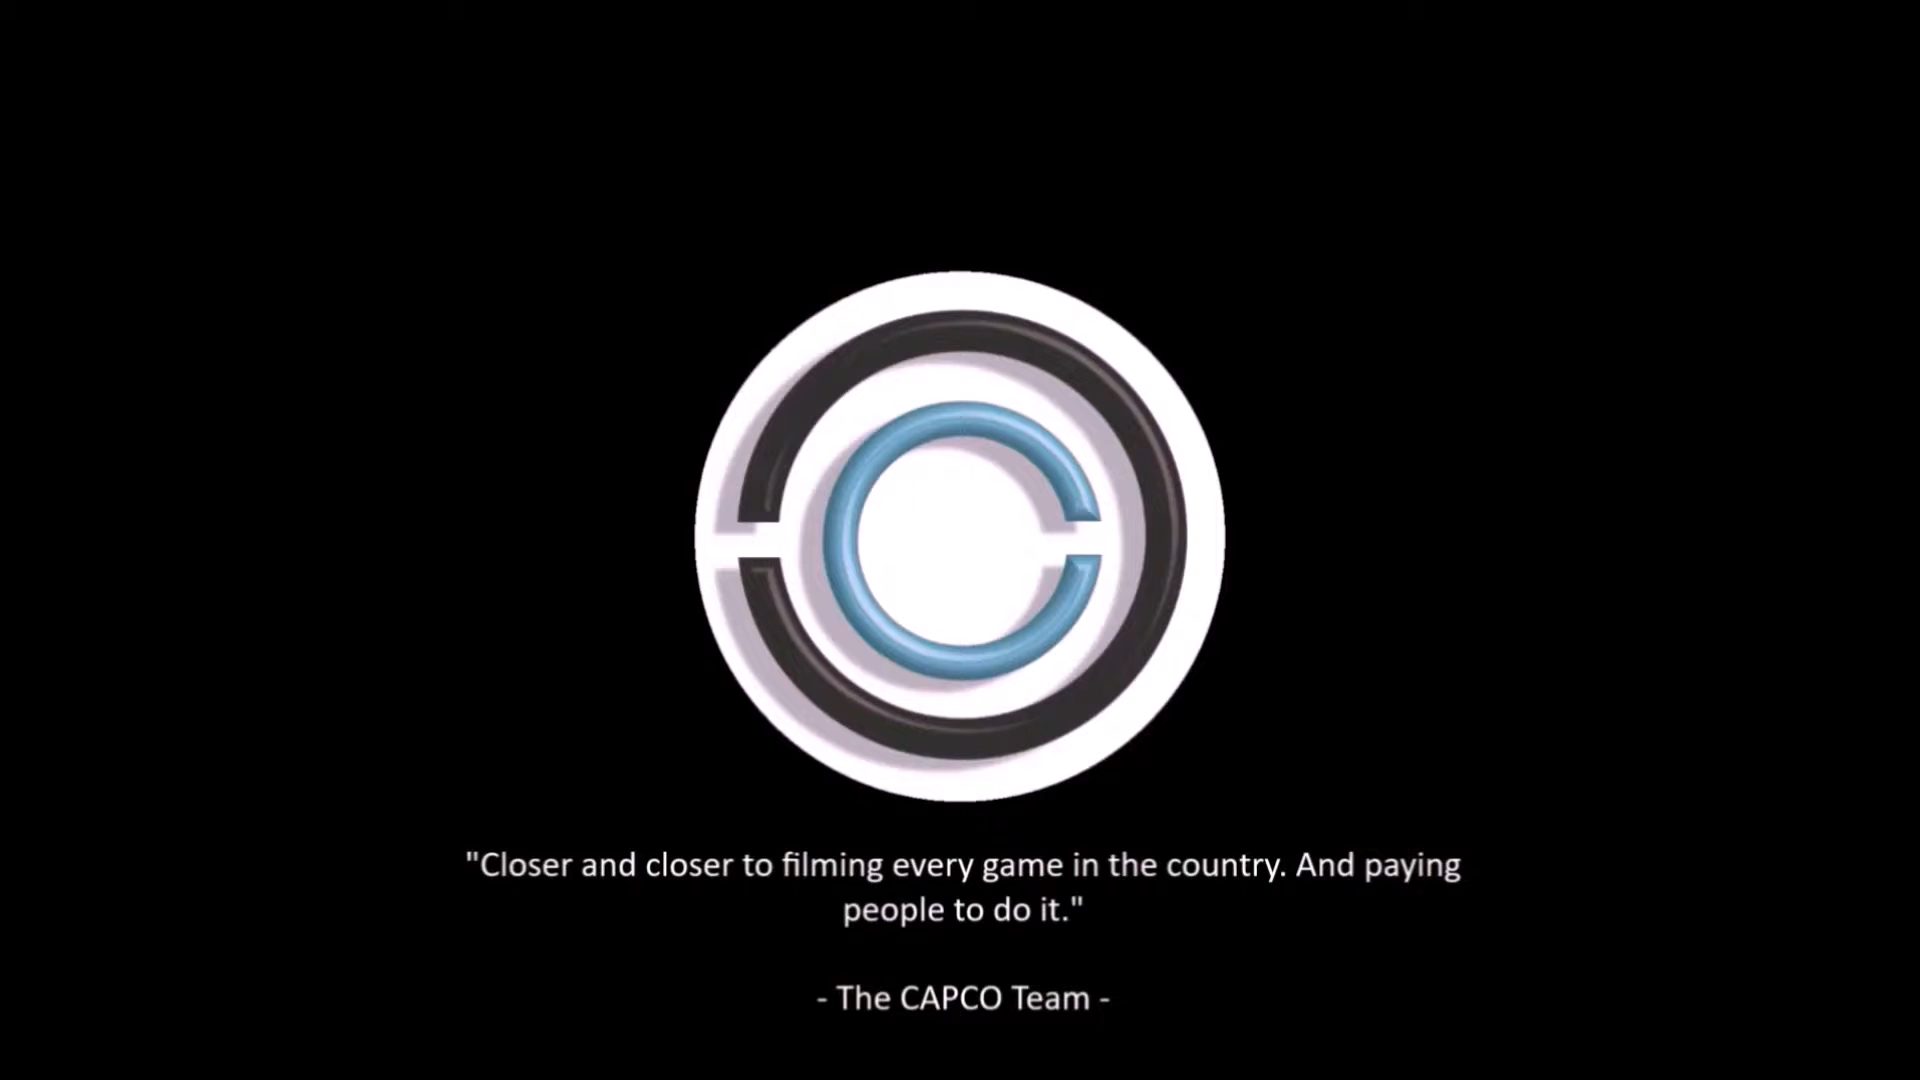 "Closer and closer to filming every game in the country. And paying
people to do it."
- The CAPCO Team -